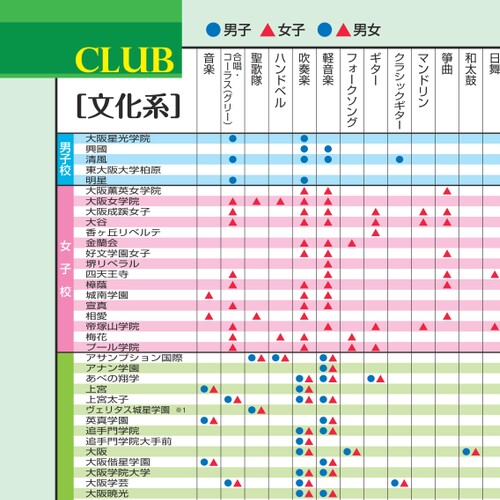 CLUB
●男子 ▲女子 ●▲男女
[文化系]
音楽
合唱・コーラス(グリー)
聖歌隊
ハンドベル
吹奏楽
軽音楽
フォークソング
ギター
クラシックギター
マンドリン
箏曲
和太鼓
日舞
男子校
大阪星光学院
興國
清風
東大阪大学柏原
明星
女子校
大阪薫英女学院
大阪女学院
大阪成蹊女子
大谷
香ヶ丘リベルテ
金蘭会
好文学園女子
堺リベラル
四天王寺
樟蔭
城南学園
宣真
相愛
帝塚山学院
梅花
プール学院
アサンプション国際
アナン学園
あべの翔学
上宮
上宮太子
ヴェリタス城星学園 ※1
英真学園
追手門学院
追手門学院大手前
大阪
大阪偕星学園
大阪学院大学
大阪学芸
大阪暁光